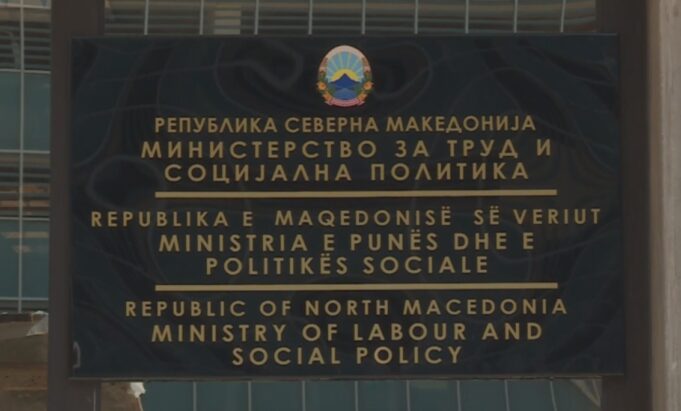 РЕПУБЛИКА СЕВЕРНА МАКЕДОНИЈА
МИНИСТЕРСТВО ЗА ТРУД И
СОЦИЈАЛНА ПОЛИТИКА
REPUBLIKA E MAQEDONISË SË VERIUT
MINISTRIA E PUNËS DHE E
POLITIKËS SOCIALE
REPUBLIC OF NORTH MACEDONIA
MINISTRY OF LABOUR AND
SOCIAL POLICY